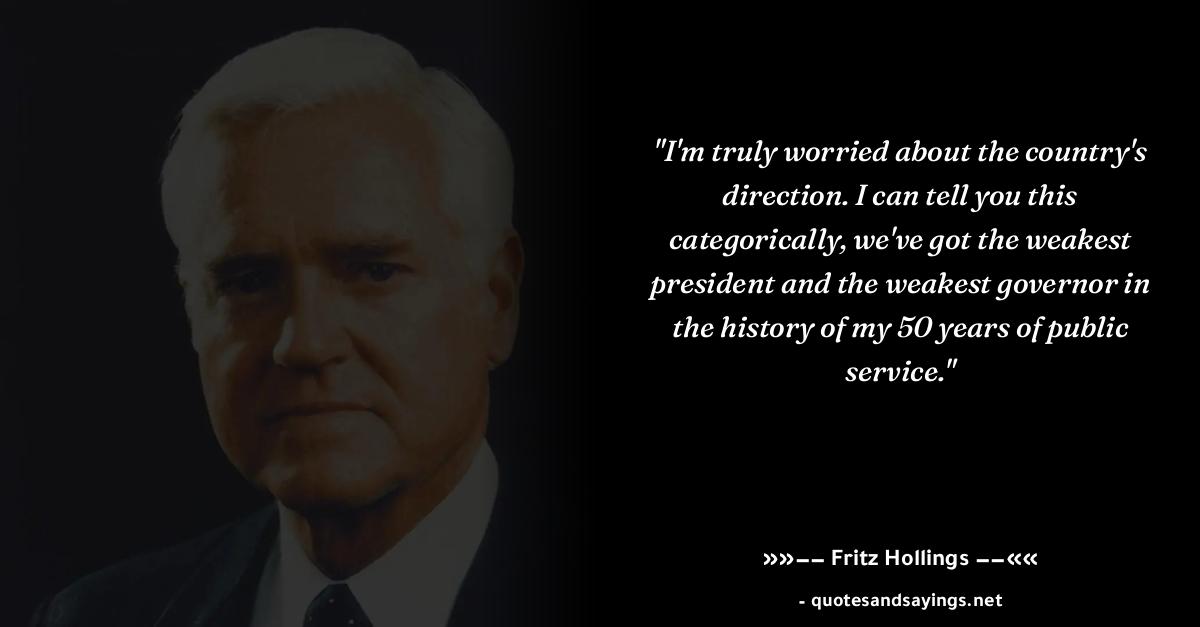 "I'm truly worried about the country's
direction. I can tell you this
categorically, we've got the weakest
president and the weakest governor in
the history of my 50 years of public
service."
»»−− Fritz Hollings −−««
- quotesandsayings.net